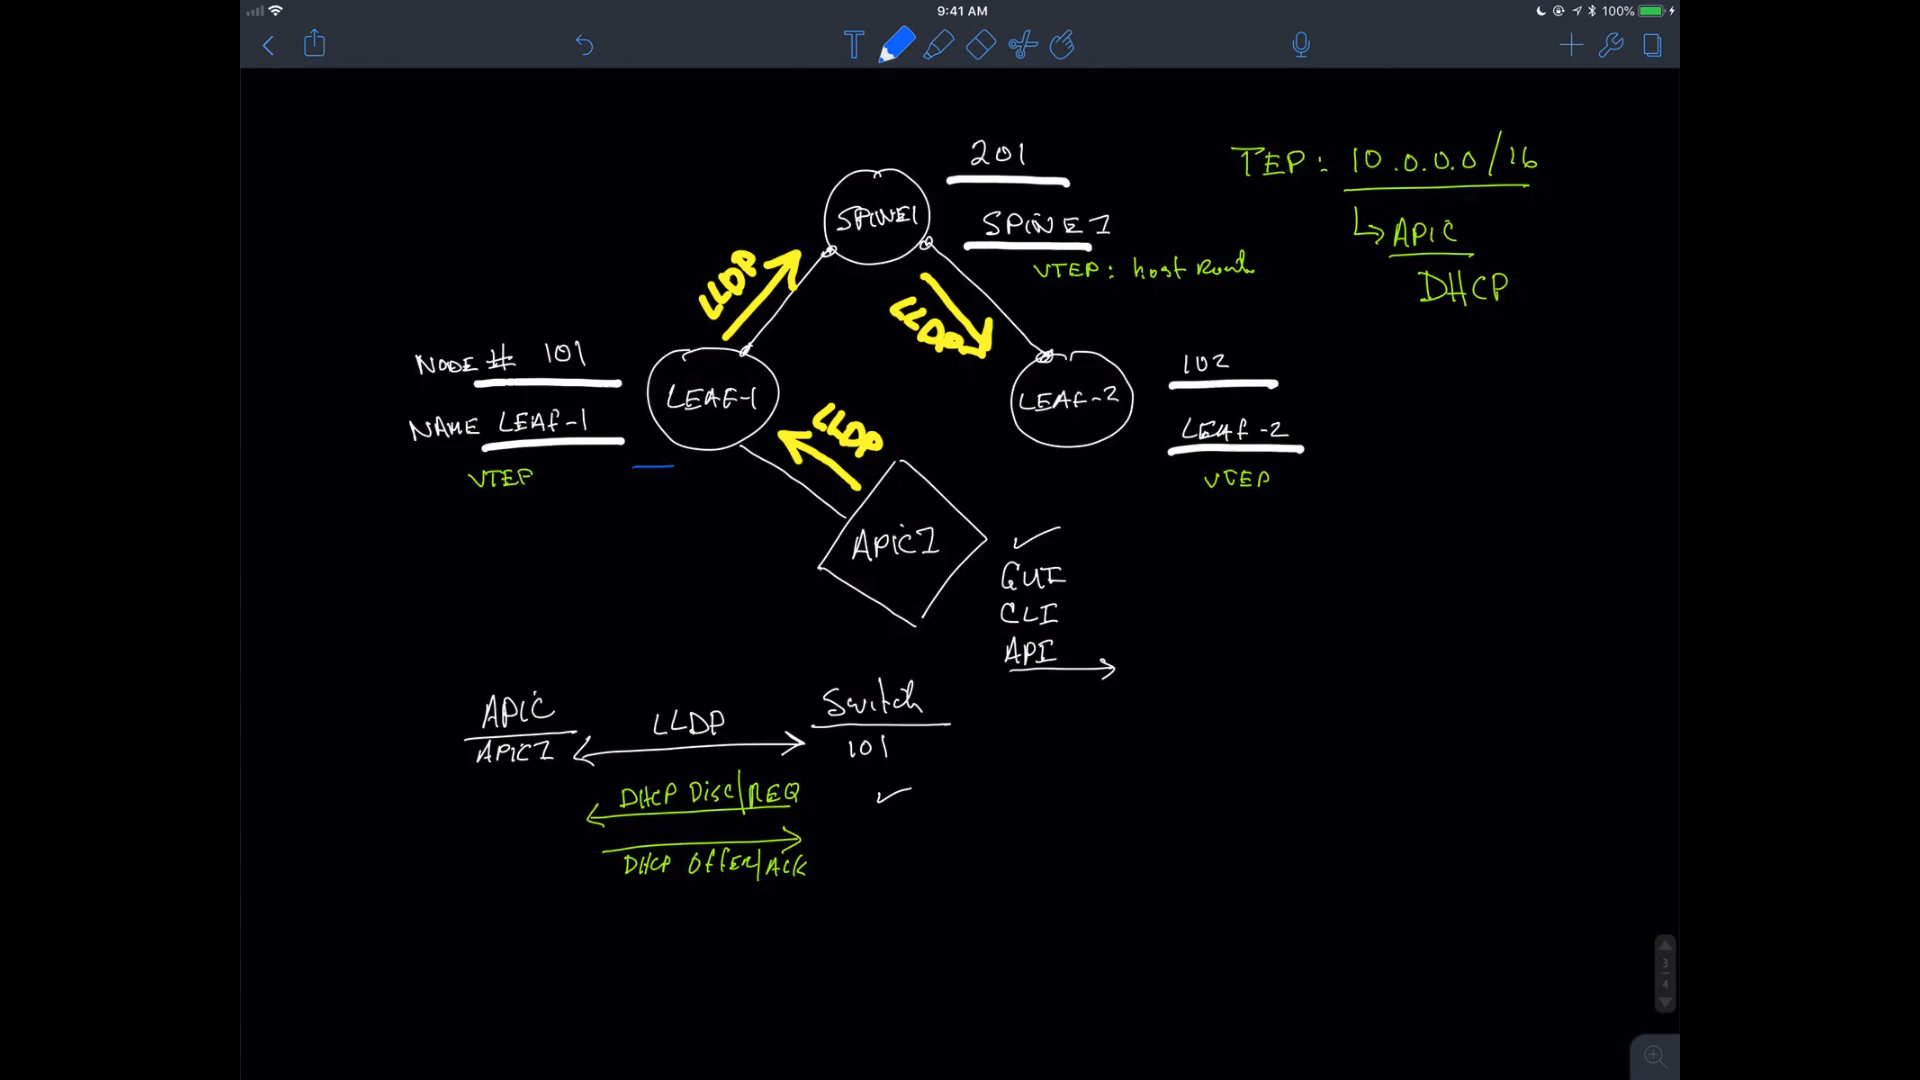 9:41 AM
100%
T
201
SPINE1
SPINE1
VTEP: host Route
TEP: 10.0.0.0/16
APIC
DHCP
LLDP
LLDP
NODE # 101
NAME LEAF-1
VTEP
LEAF-1
LEAF-2
102
LEAF-2
VTEP
LLDP
APIC1
GUI
CLI
API
APIC
APIC1
LLDP
Switch
101
DHCP Disc/REQ
DHCP Offer/ACK
3
4